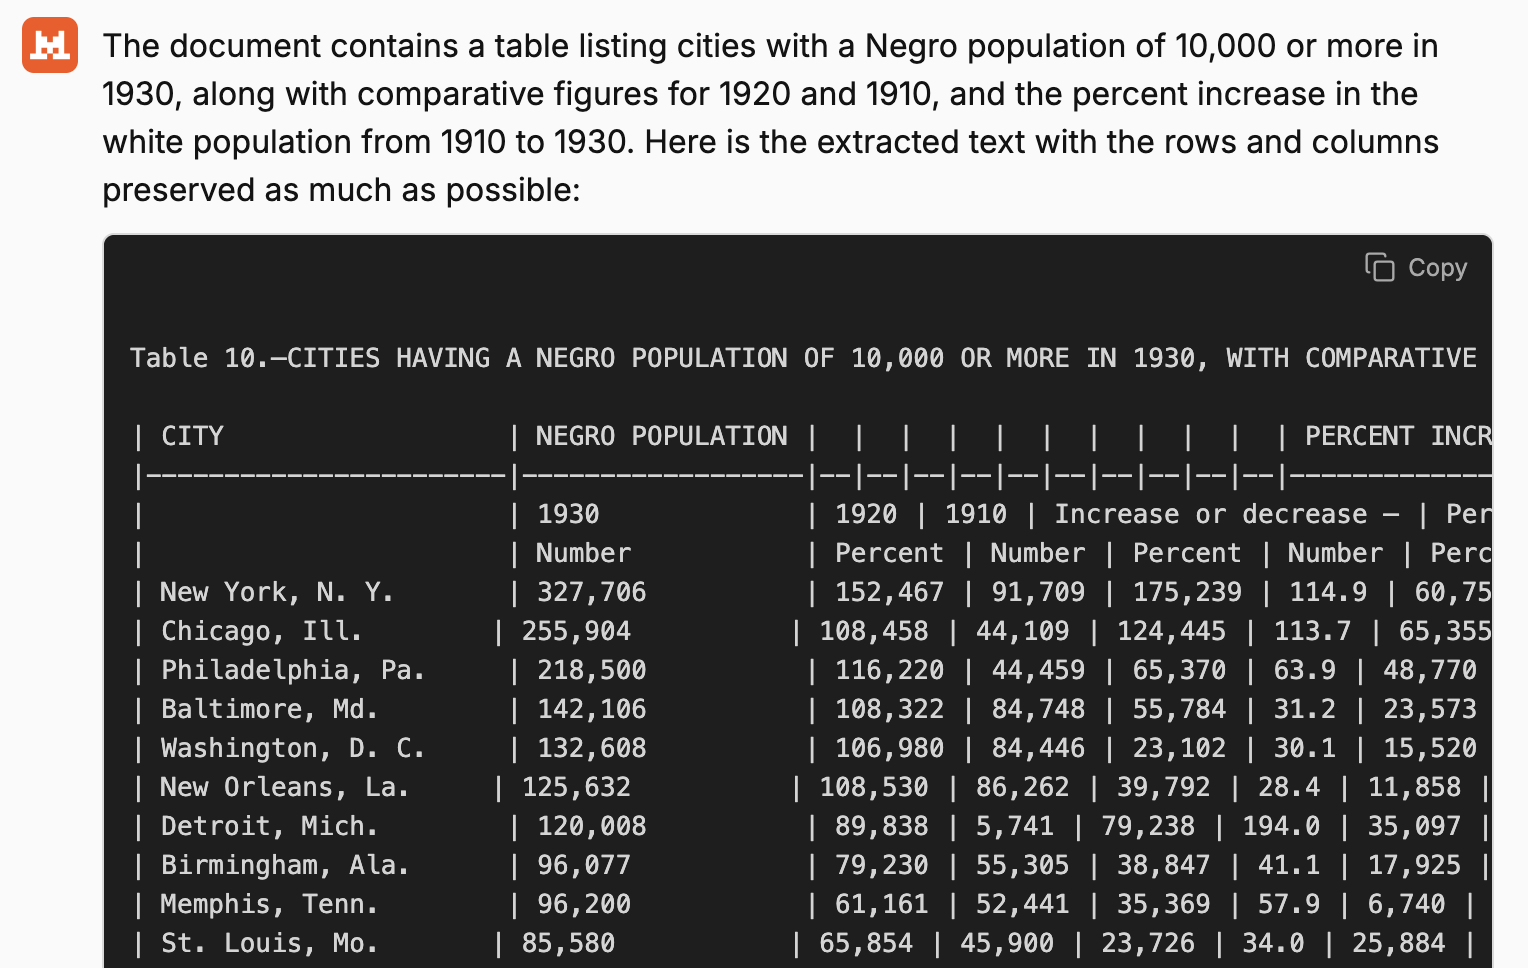 The document contains a table listing cities with a Negro population of 10,000 or more in
1930, along with comparative figures for 1920 and 1910, and the percent increase in the
white population from 1910 to 1930. Here is the extracted text with the rows and columns
preserved as much as possible:
Copy
Table 10.—CITIES HAVING A NEGRO POPULATION OF 10,000 OR MORE IN 1930, WITH COMPARATIVE
| CITY | NEGRO POPULATION | | | | | | | | | | PERCENT INCR
|-----------------------|------------------|--|--|--|--|--|--|--|--|--|--|-------------
| | 1930 | 1920 | 1910 | Increase or decrease — | Per
| | Number | Percent | Number | Percent | Number | Perc
| New York, N. Y. | 327,706 | 152,467 | 91,709 | 175,239 | 114.9 | 60,75
| Chicago, Ill. | 255,904 | 108,458 | 44,109 | 124,445 | 113.7 | 65,355
| Philadelphia, Pa. | 218,500 | 116,220 | 44,459 | 65,370 | 63.9 | 48,770
| Baltimore, Md. | 142,106 | 108,322 | 84,748 | 55,784 | 31.2 | 23,573
| Washington, D. C. | 132,608 | 106,980 | 84,446 | 23,102 | 30.1 | 15,520
| New Orleans, La. | 125,632 | 108,530 | 86,262 | 39,792 | 28.4 | 11,858 |
| Detroit, Mich. | 120,008 | 89,838 | 5,741 | 79,238 | 194.0 | 35,097 |
| Birmingham, Ala. | 96,077 | 79,230 | 55,305 | 38,847 | 41.1 | 17,925 |
| Memphis, Tenn. | 96,200 | 61,161 | 52,441 | 35,369 | 57.9 | 6,740 |
| St. Louis, Mo. | 85,580 | 65,854 | 45,900 | 23,726 | 34.0 | 25,884 |